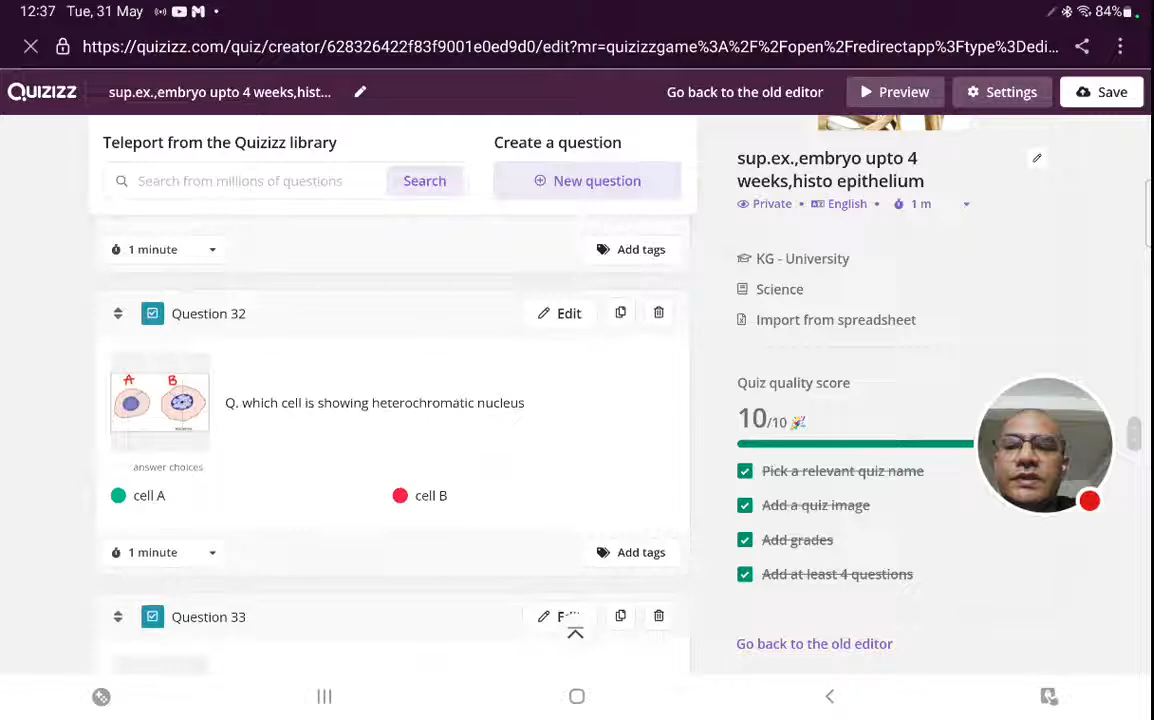 12:37 Tue, 31 May
84%
https://quizizz.com/quiz/creator/628326422f83f9001e0ed9d0/edit?mr=quizizzgame%3A%2F%2Fopen%2Fredirectapp%3Ftype%3Dedi...
QUIZIZZ
sup.ex.,embryo upto 4 weeks,hist...
Go back to the old editor
Preview
Settings
Save
Teleport from the Quizizz library
Search from millions of questions
Search
Create a question
New question
1 minute
Add tags
Question 32
Edit
A B
Q. which cell is showing heterochromatic nucleus
answer choices
cell A
cell B
1 minute
Add tags
Question 33
sup.ex.,embryo upto 4
weeks,histo epithelium
Private • English • 1 m
KG - University
Science
Import from spreadsheet
Quiz quality score
10/10
Pick a relevant quiz name
Add a quiz image
Add grades
Add at least 4 questions
Go back to the old editor